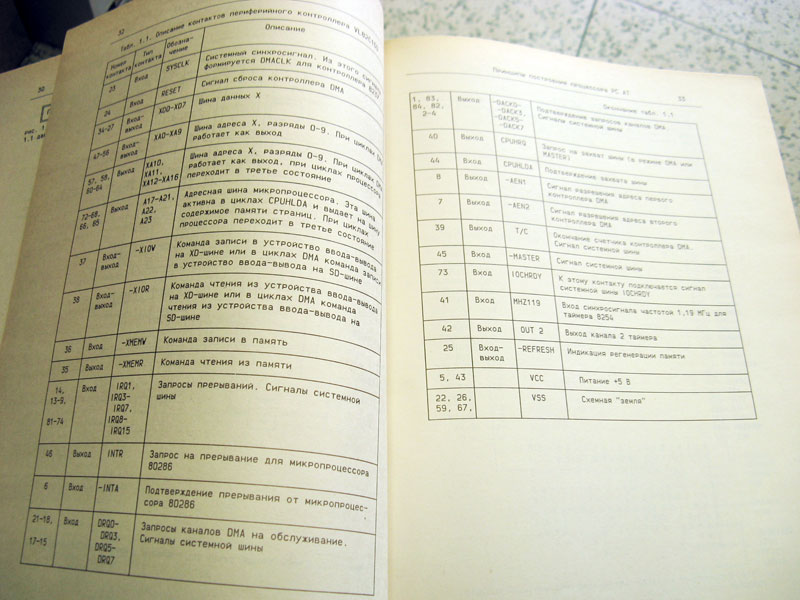 32
Табл. 1.1. Описание контактов периферийного контроллера
Номер контакта Тип контакта Обозна-чение Описание
23 Вход SYSCLK Системный синхросигнал. Из этого
формируется DMACLK для контроллера
24 Вход RESET Сигнал сброса контроллера DMA
34-27 Вход-выход XD0-XD7 Шина данных X
47-56 Вход-выход XA0-XA9 Шина адреса X, разряды 0-9. При циклах
работает как выход
57, 58, 60-64 Выход XA10, XA11, XA12-XA16 Шина адреса X, разряды 0-9. При циклах
работает как выход, при циклах процессора
переходит в третье состояние
72-68, 66, 65 Выход A17-A21, A22, A23 Адресная шина микропроцессора. Эта шина
активна в циклах CPUHLDA и выдает на шину
содержимое памяти страниц. При циклах
процессора переходит в третье состояние
37 Вход-выход -XIOW Команда записи в устройство ввода-вывода
на XD-шине или в циклах DMA команда записи
в устройство ввода-вывода на SD-шине
38 Вход-выход -XIOR Команда чтения из устройства ввода-вывода
на XD-шине или в циклах DMA команда
чтения из устройства ввода-вывода на
SD-шине
36 Вход -XMEMW Команда записи в память
35 Выход -XMEMR Команда чтения из памяти
14, 13-9, 81-74 Вход IRQ1, IRQ3-IRQ7, IRQ8-IRQ15 Запросы прерываний. Сигналы системной
шины
46 Выход INTR Запрос на прерывание для микропроцессора
80286
6 Вход -INTA Подтверждение прерывания от микропроцес-
сора 80286
21-18, 17-15 Вход DRQ0-DRQ3, DRQ5-DRQ7 Запросы каналов DMA на обслуживание.
Сигналы системной шины
30
рис.
1.1
Принципы построения процессора PC AT 33
Окончание табл. 1.1
1, 83, 84, 82, 2-4 Выход -DACK0-DACK3, -DACK5-DACK7 Подтверждение запросов каналов DMA
Сигналы системной шины
40 Выход CPUHRQ Запрос на захват шины (в режиме DMA или
MASTER)
44 Вход CPUHLDA Подтверждение захвата шины
8 Выход -AEN1 Сигнал разрешения адреса первого
контроллера DMA
7 Выход -AEN2 Сигнал разрешения адреса второго
контроллера DMA
39 Выход T/C Окончание счетчика контроллера DMA.
Сигнал системной шины
45 Вход -MASTER Сигнал системной шины
73 Вход IOCHRDY К этому контакту подключается сигнал
системной шины IOCHRDY
41 Вход MHZ119 Вход синхросигнала частотой 1,19 МГц для
таймера 8254
42 Выход OUT 2 Выход канала 2 таймера
25 Вход-выход -REFRESH Индикация регенерации памяти
5, 43 VCC Питание +5 В
22, 26, 59, 67, VSS Схемная "земля"